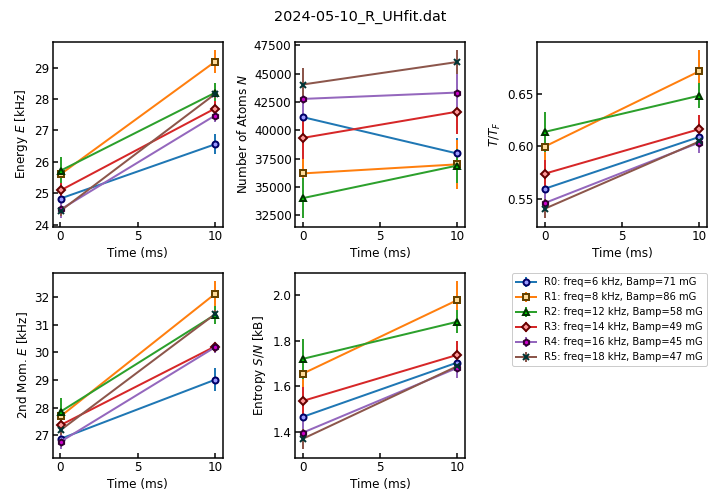 2024-05-10_R_UHfit.dat
Energy E [kHz]
29
28
27
26
25
24
0 5 10
Time (ms)
Number of Atoms N
47500
45000
42500
40000
37500
35000
32500
0 5 10
Time (ms)
T/T_F
0.65
0.60
0.55
0 5 10
Time (ms)
2nd Mom. E [kHz]
32
31
30
29
28
27
0 5 10
Time (ms)
Entropy S/N [kB]
2.0
1.8
1.6
1.4
0 5 10
Time (ms)
R0: freq=6 kHz, Bamp=71 mG
R1: freq=8 kHz, Bamp=86 mG
R2: freq=12 kHz, Bamp=58 mG
R3: freq=14 kHz, Bamp=49 mG
R4: freq=16 kHz, Bamp=45 mG
R5: freq=18 kHz, Bamp=47 mG